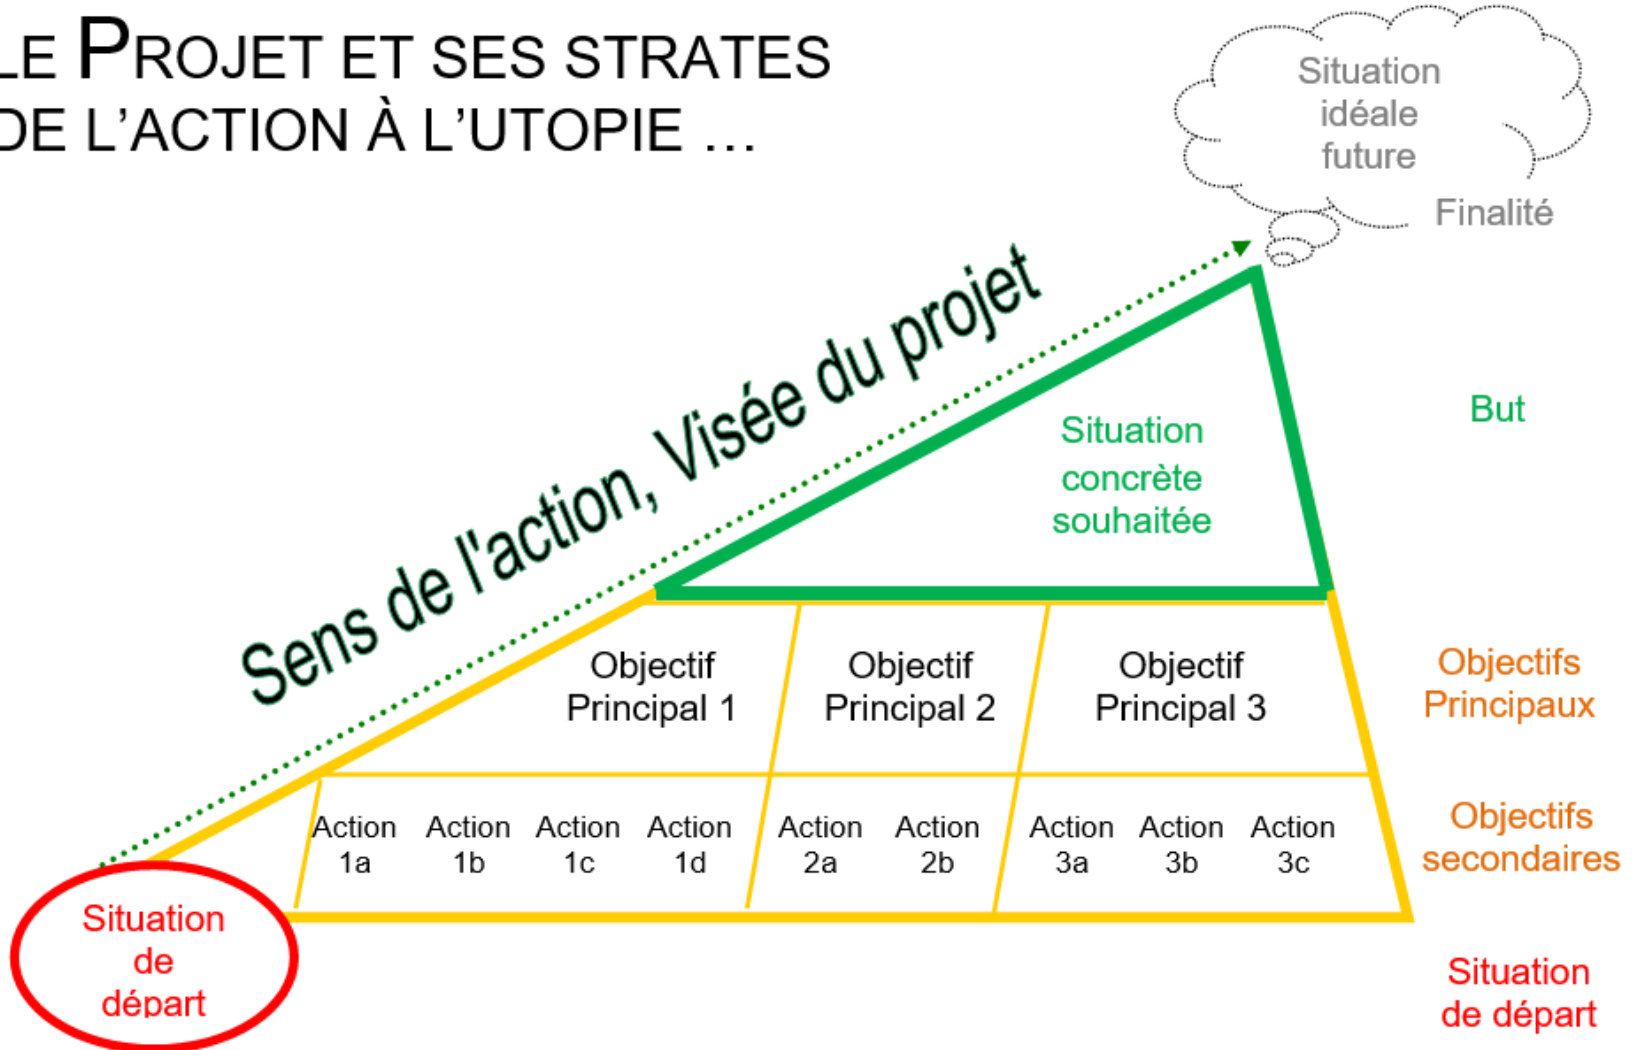 LE PROJET ET SES STRATES
DE L'ACTION À L'UTOPIE ...
Situation
idéale
future
Finalité
Sens de l'action, Visée du projet
But
Situation
concrète
souhaitée
Objectif
Principal 1
Objectif
Principal 2
Objectif
Principal 3
Objectifs
Principaux
Action
1a
Action
1b
Action
1c
Action
1d
Action
2a
Action
2b
Action
3a
Action
3b
Action
3c
Objectifs
secondaires
Situation
de
départ
Situation
de départ